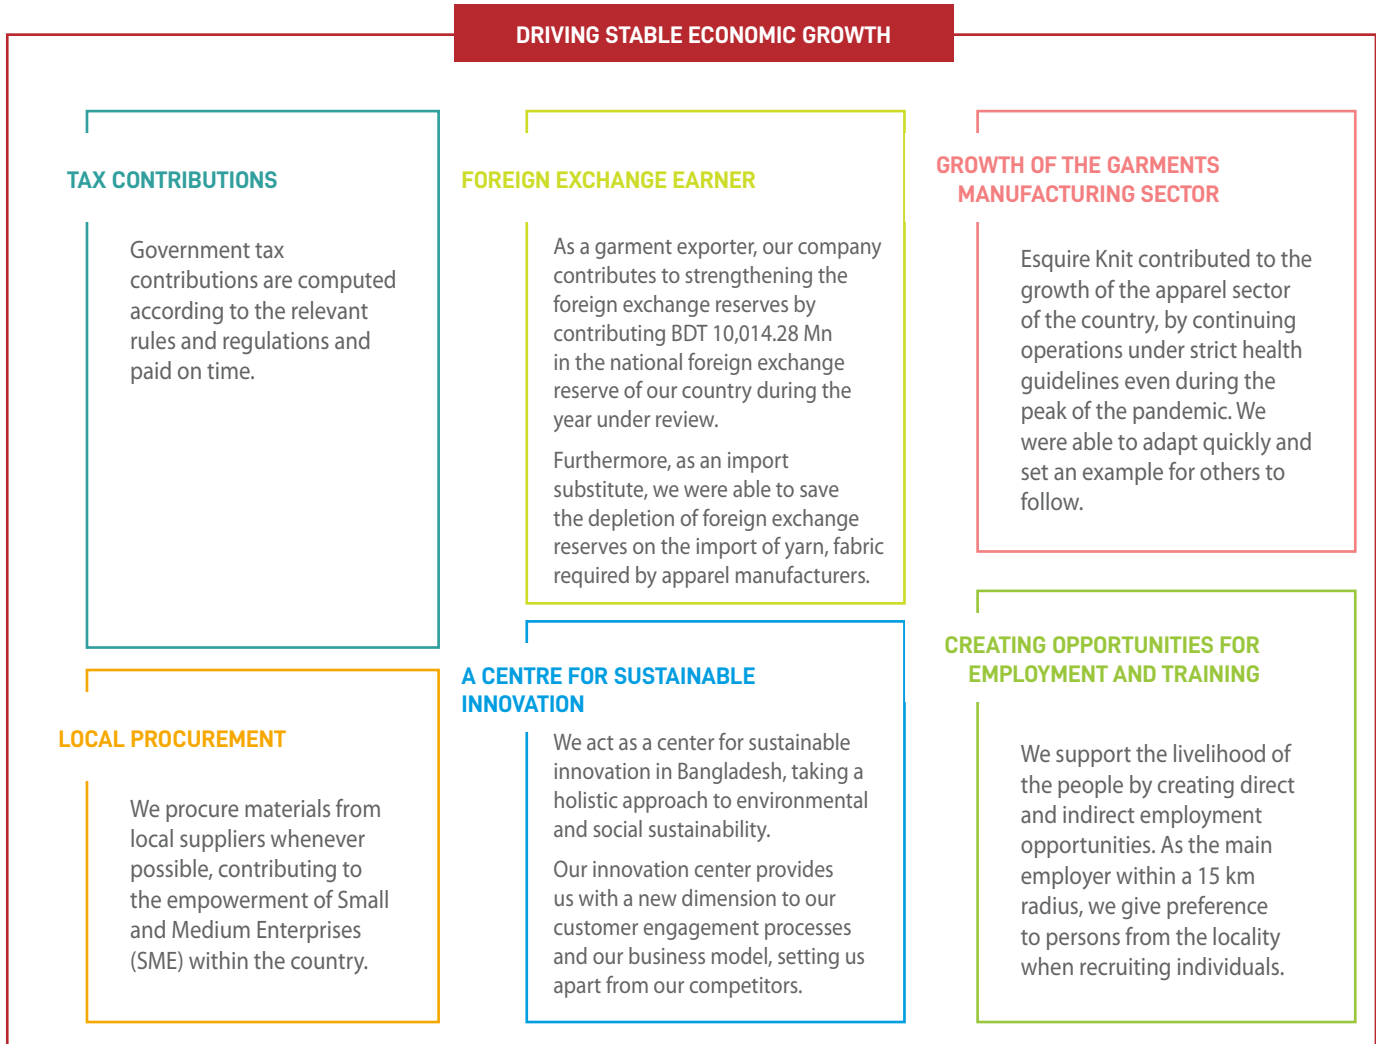 DRIVING STABLE ECONOMIC GROWTH
TAX CONTRIBUTIONS
Government tax
contributions are computed
according to the relevant
rules and regulations and
paid on time.
FOREIGN EXCHANGE EARNER
As a garment exporter, our company
contributes to strengthening the
foreign exchange reserves by
contributing BDT 10,014.28 Mn
in the national foreign exchange
reserve of our country during the
year under review.
Furthermore, as an import
substitute, we were able to save
the depletion of foreign exchange
reserves on the import of yarn, fabric
required by apparel manufacturers.
GROWTH OF THE GARMENTS
MANUFACTURING SECTOR
Esquire Knit contributed to the
growth of the apparel sector
of the country, by continuing
operations under strict health
guidelines even during the
peak of the pandemic. We
were able to adapt quickly and
set an example for others to
follow.
LOCAL PROCUREMENT
We procure materials from
local suppliers whenever
possible, contributing to
the empowerment of Small
and Medium Enterprises
(SME) within the country.
A CENTRE FOR SUSTAINABLE
INNOVATION
We act as a center for sustainable
innovation in Bangladesh, taking a
holistic approach to environmental
and social sustainability.
Our innovation center provides
us with a new dimension to our
customer engagement processes
and our business model, setting us
apart from our competitors.
CREATING OPPORTUNITIES FOR
EMPLOYMENT AND TRAINING
We support the livelihood of
the people by creating direct
and indirect employment
opportunities. As the main
employer within a 15 km
radius, we give preference
to persons from the locality
when recruiting individuals.